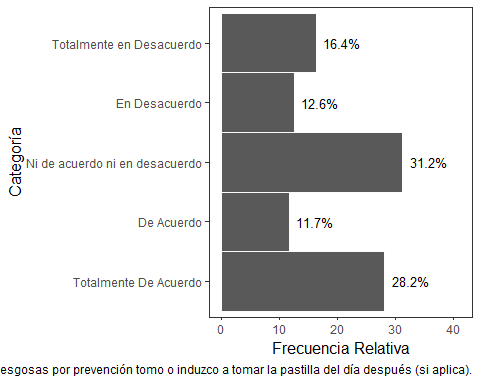 Totalmente en Desacuerdo
16.4%
En Desacuerdo
12.6%
Categoría
Ni de acuerdo ni en desacuerdo
31.2%
De Acuerdo
11.7%
Totalmente De Acuerdo
28.2%
0 10 20 30 40
Frecuencia Relativa
esgosas por prevención tomo o induzco a tomar la pastilla del día después (si aplica).